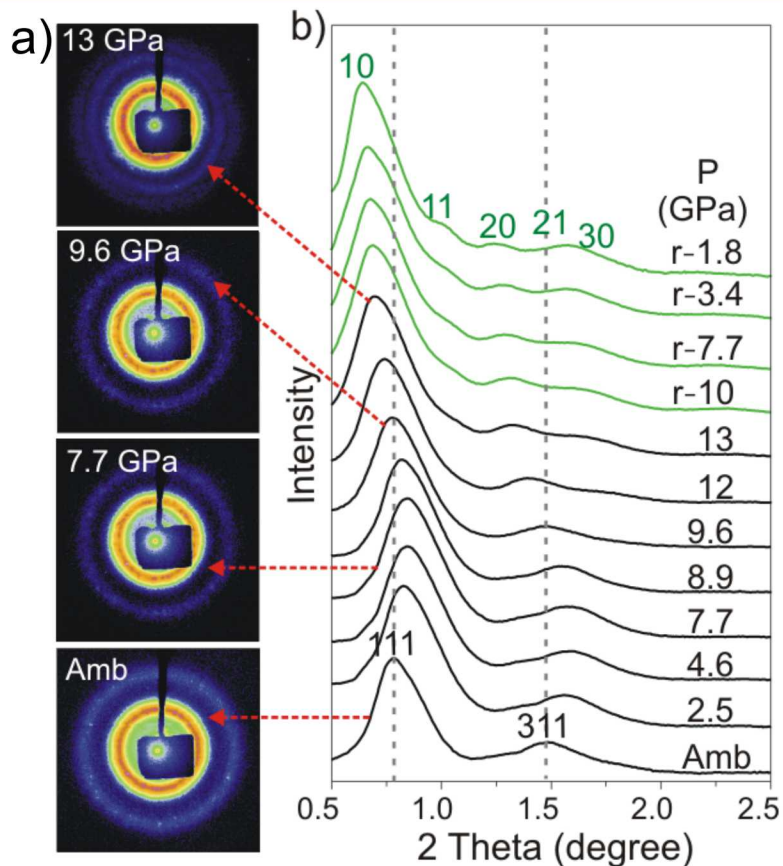 a)
13 GPa
9.6 GPa
7.7 GPa
Amb
b)
10
11
20
21
30
P
(GPa)
r-1.8
r-3.4
r-7.7
r-10
13
12
9.6
8.9
7.7
4.6
2.5
Amb
111
311
Intensity
0.5 1.0 1.5 2.0 2.5
2 Theta (degree)